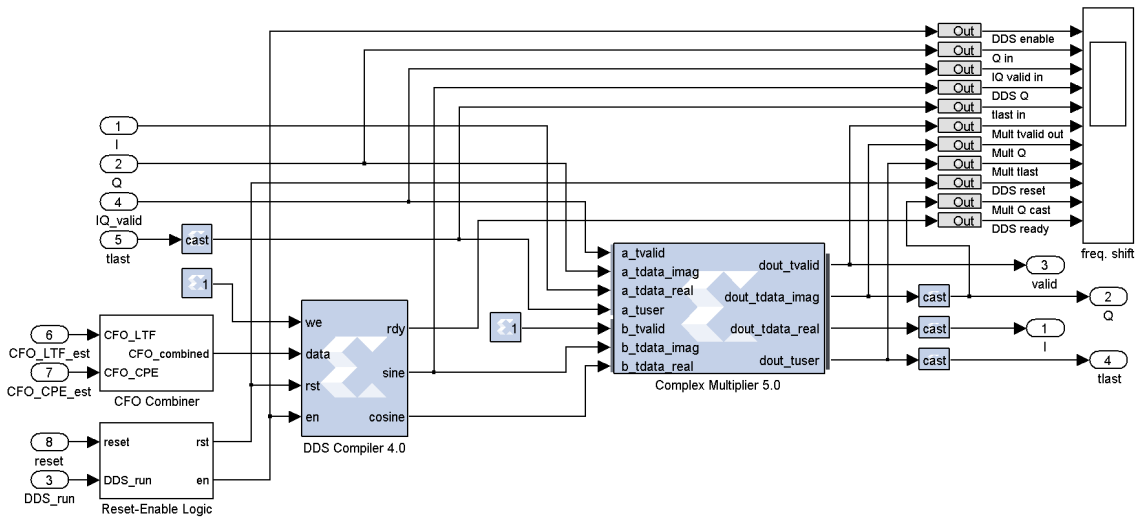 Out
DDS enable
Out
Q in
Out
IQ valid in
Out
DDS Q
Out
tlast in
Out
Mult tvalid out
Out
Mult Q
Out
Mult tlast
Out
DDS reset
Out
Mult Q cast
Out
DDS ready
freq. shift
1
I
2
Q
4
IQ_valid
5
tlast
cast
1
6
CFO_LTF_est
7
CFO_CPE_est
CFO_LTF
CFO_combined
CFO_CPE
CFO Combiner
8
reset
3
DDS_run
reset
rst
DDS_run
en
Reset-Enable Logic
we
data
rst
en
rdy
sine
cosine
DDS Compiler 4.0
1
a_tvalid
a_tdata_imag
a_tdata_real
a_tuser
b_tvalid
b_tdata_imag
b_tdata_real
dout_tvalid
dout_tdata_imag
dout_tdata_real
dout_tuser
Complex Multiplier 5.0
cast
cast
cast
3
valid
2
Q
1
I
4
tlast